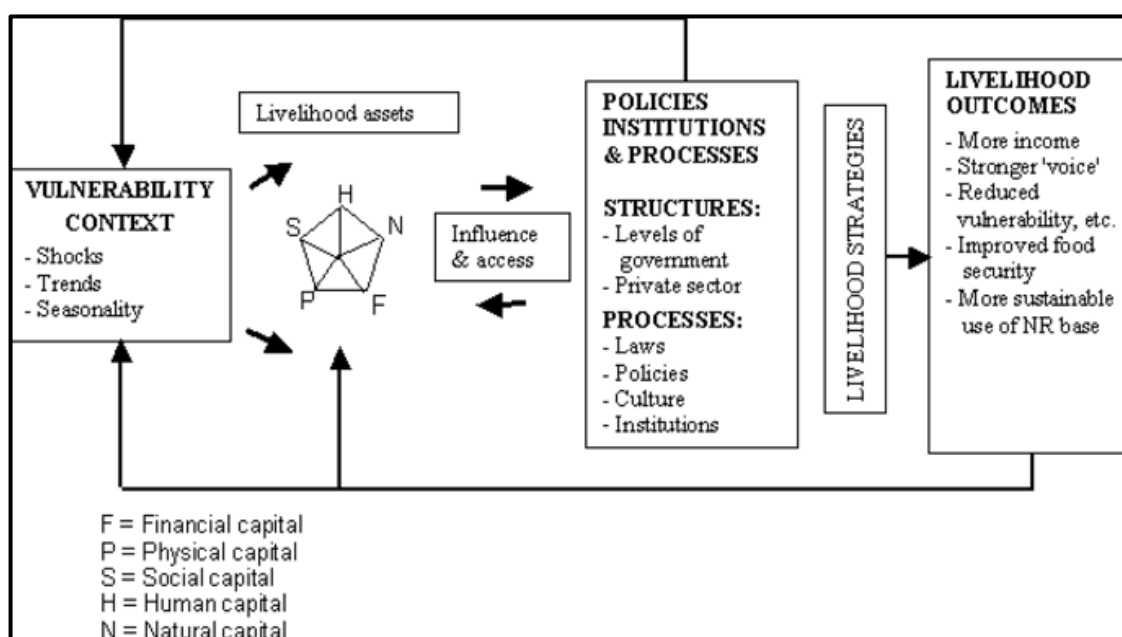 Livelihood assets
VULNERABILITY
CONTEXT
- Shocks
- Trends
- Seasonality
H
S
N
P
F
Influence
& access
POLICIES
INSTITUTIONS
& PROCESSES
STRUCTURES:
- Levels of
government
- Private sector
PROCESSES:
- Laws
- Policies
- Culture
- Institutions
LIVELIHOOD STRATEGIES
LIVELIHOOD
OUTCOMES
- More income
- Stronger 'voice'
- Reduced
vulnerability, etc.
- Improved food
security
- More sustainable
use of NR base
F = Financial capital
P = Physical capital
S = Social capital
H = Human capital
N = Natural capital